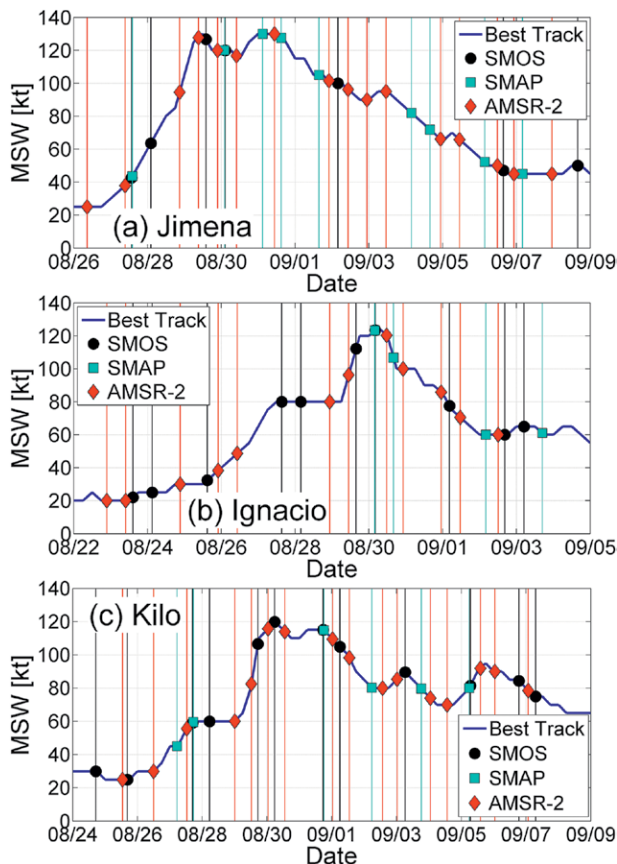 140
120
100
80
60
40
20
0
MSW [kt]
Best Track
SMOS
SMAP
AMSR-2
(a) Jimena
08/26 08/28 08/30 09/01 09/03 09/05 09/07 09/09
Date
140
120
100
80
60
40
20
0
MSW [kt]
Best Track
SMOS
SMAP
AMSR-2
(b) Ignacio
08/22 08/24 08/26 08/28 08/30 09/01 09/03 09/05
Date
(c) Kilo
140
120
100
80
60
40
20
0
MSW [kt]
Best Track
SMOS
SMAP
AMSR-2
08/24 08/26 08/28 08/30 09/01 09/03 09/05 09/07 09/09
Date